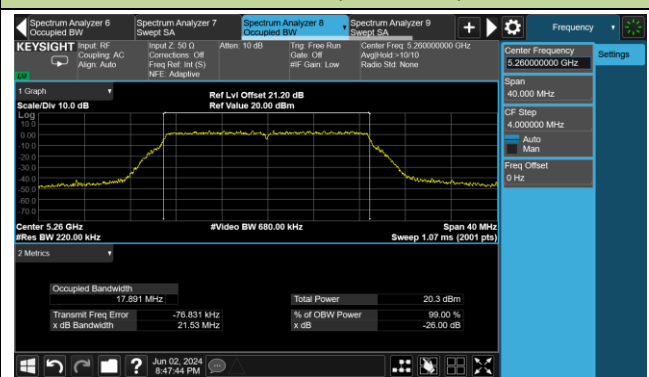 Spectrum Analyzer 6
Occupied BW
Spectrum Analyzer 7
Swept SA
Spectrum Analyzer 8
Occupied BW
Spectrum Analyzer 9
Swept SA
Frequency
KEYSIGHT
LNI
Input: RF
Coupling: AC
Align: Auto
Input Z: 50 Ω
Corrections: Off
Freq Ref: Int (S)
NFE: Adaptive
Atten: 10 dB
Trig: Free Run
Gate: Off
#IF Gain: Low
Center Freq: 5.260000000 GHz
Avg|Hold:>10/10
Radio Std: None
Center Frequency
5.260000000 GHz
Settings
Span
40.000 MHz
CF Step
4.000000 MHz
Auto
Man
Freq Offset
0 Hz
1 Graph
Scale/Div 10.0 dB
Ref Lvl Offset 21.20 dB
Ref Value 20.00 dBm
Log
10.0
0.00
-10.0
-20.0
-30.0
-40.0
-50.0
-60.0
-70.0
Center 5.26 GHz
#Res BW 220.00 kHz
#Video BW 680.00 kHz
Span 40 MHz
Sweep 1.07 ms (2001 pts)
2 Metrics
Occupied Bandwidth
17.891 MHz
Total Power 20.3 dBm
Transmit Freq Error -76.831 kHz
% of OBW Power 99.00 %
x dB Bandwidth 21.53 MHz
x dB -26.00 dB
?
Jun 02, 2024
8:47:44 PM